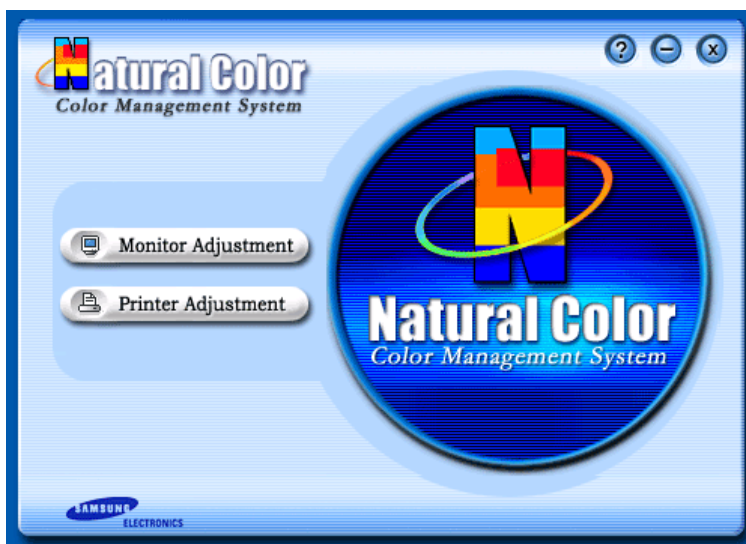 Natural Color
Color Management System
?
Monitor Adjustment
Printer Adjustment
N
Natural Color
Color Management System
SAMSUNG
ELECTRONICS